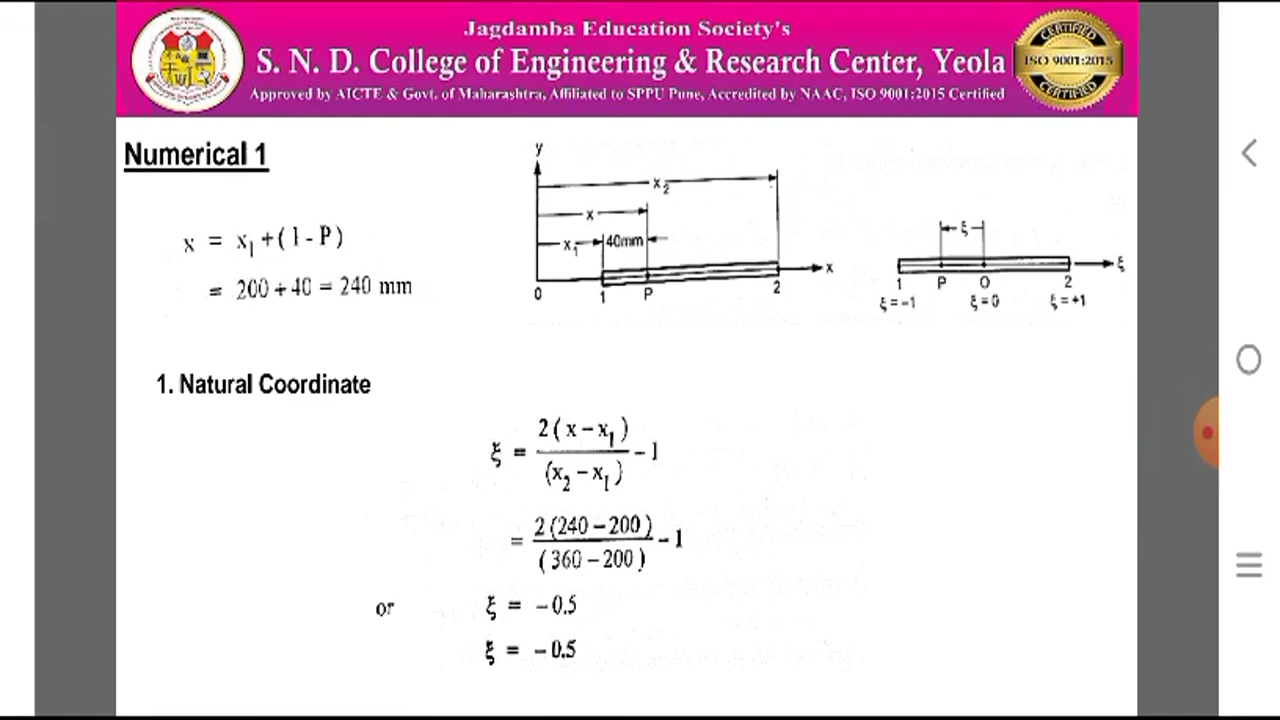 Jagdamba Education Society's
S. N. D. College of Engineering & Research Center, Yeola
Approved by AICTE & Govt. of Maharashtra, Affiliated to SPPU Pune, Accredited by NAAC, ISO 9001:2015 Certified
CERTIFIED
ISO 9001:2015
CERTIFIED
Numerical 1
x = x₁ + ( 1 - P )
= 200 + 40 = 240 mm
y
x₂
x
x₁ 40mm
x
0 1 P 2
ξ
ξ
1 P O 2
ξ = -1 ξ = 0 ξ = +1
1. Natural Coordinate
ξ = 2 ( x − x₁ ) / (x₂ − x₁ ) − 1
= 2 (240 − 200 ) / ( 360 − 200 ) − 1
or ξ = − 0.5
ξ = − 0.5